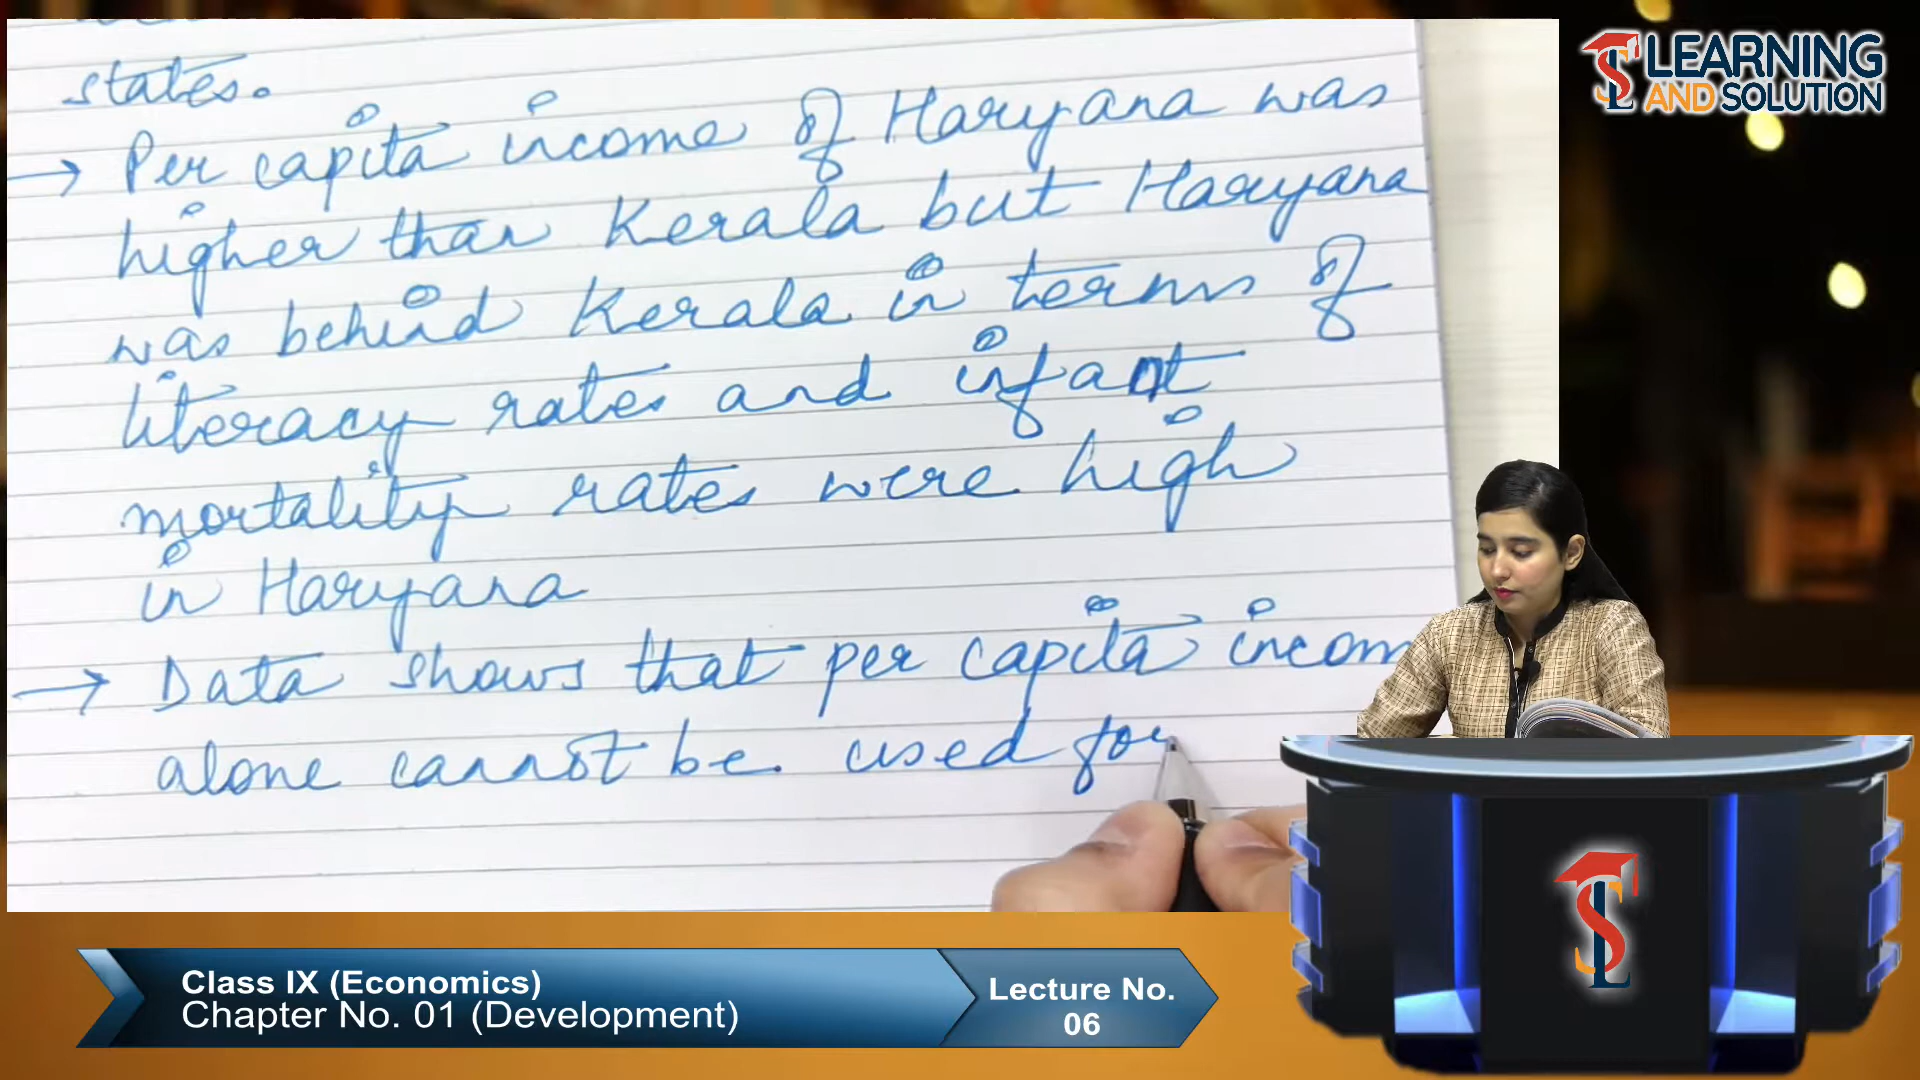 states.
→ Per capita income of Haryana was
higher than Kerala but Haryana
was behind Kerala in terms of
literacy rates and infant
mortality rates were high
in Haryana
→ Data shows that per capita incom
alone cannot be used for
LEARNING
AND SOLUTION
Class IX (Economics)
Chapter No. 01 (Development)
Lecture No.
06
SL